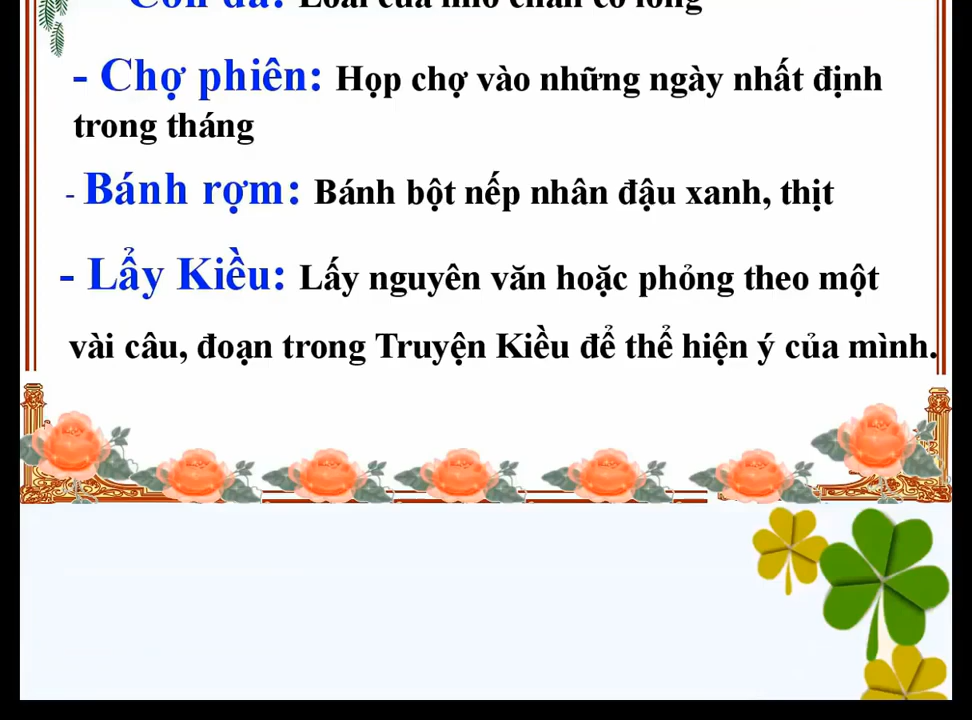 - Chợ phiên: Họp chợ vào những ngày nhất định
trong tháng
- Bánh rợm: Bánh bột nếp nhân đậu xanh, thịt
- Lẩy Kiều: Lấy nguyên văn hoặc phỏng theo một
vài câu, đoạn trong Truyện Kiều để thể hiện ý của mình.